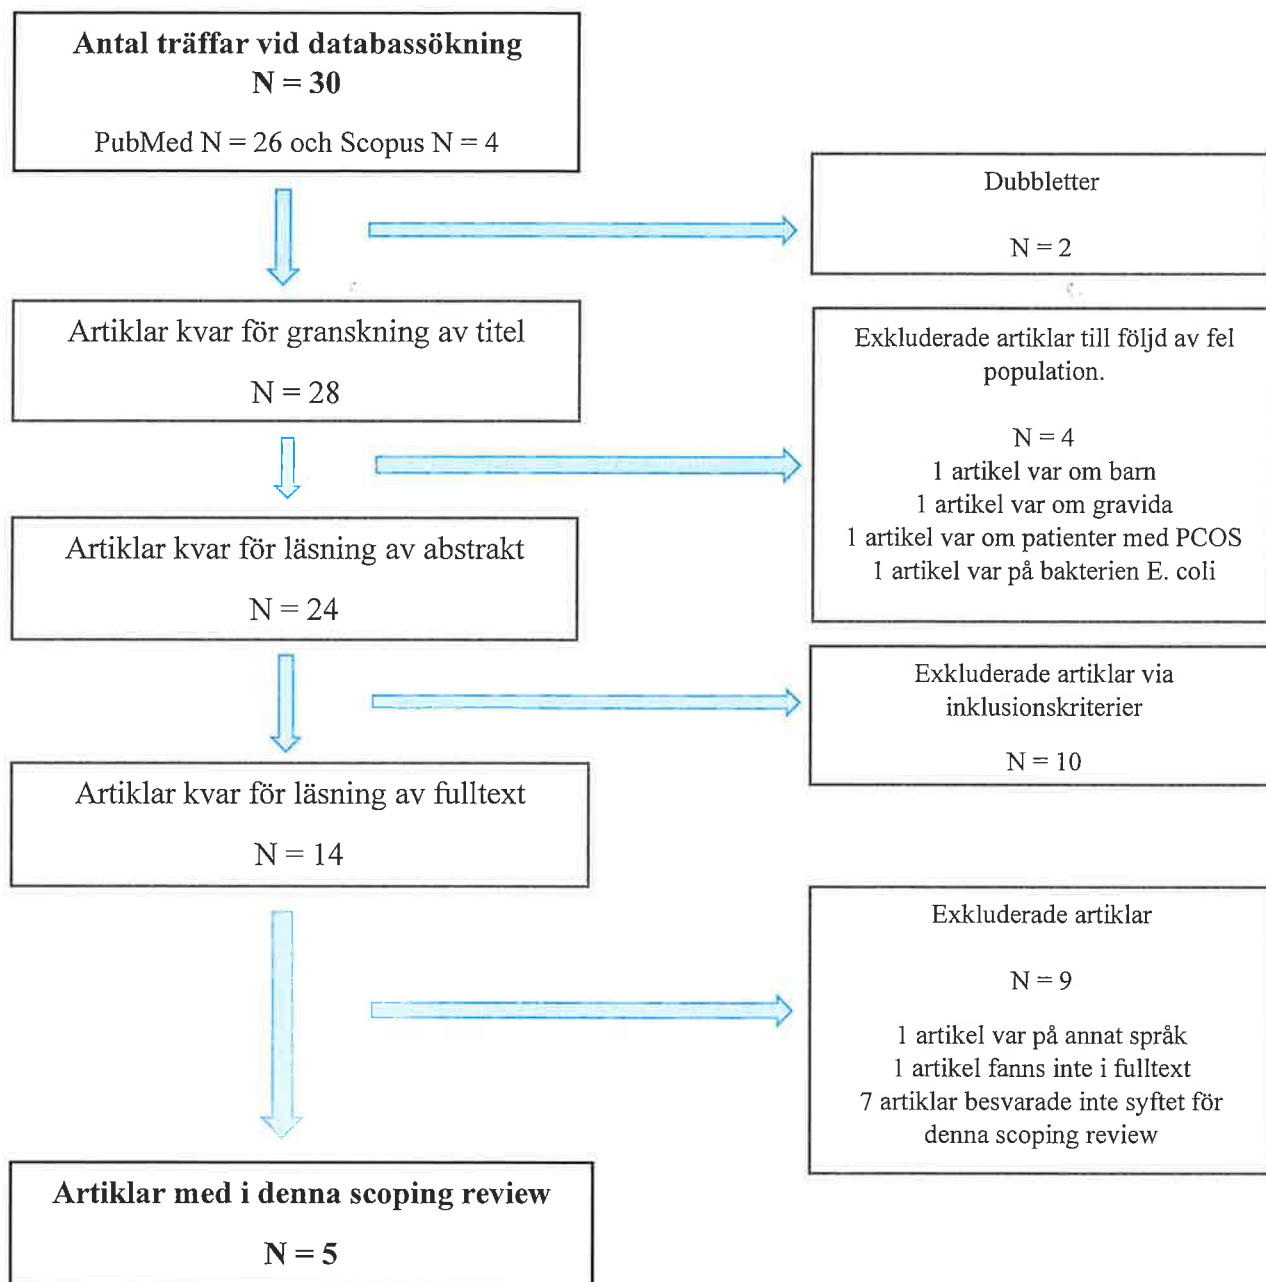 Antal träffar vid databassökning
N = 30
PubMed N = 26 och Scopus N = 4
Dubbletter
N = 2
Artiklar kvar för granskning av titel
N = 28
Exkluderade artiklar till följd av fel
population.
N = 4
1 artikel var om barn
1 artikel var om gravida
1 artikel var om patienter med PCOS
1 artikel var på bakterien E. coli
Artiklar kvar för läsning av abstrakt
N = 24
Exkluderade artiklar via
inklusionskriterier
N = 10
Artiklar kvar för läsning av fulltext
N = 14
Exkluderade artiklar
N = 9
1 artikel var på annat språk
1 artikel fanns inte i fulltext
7 artiklar besvarade inte syftet för
denna scoping review
Artiklar med i denna scoping review
N = 5